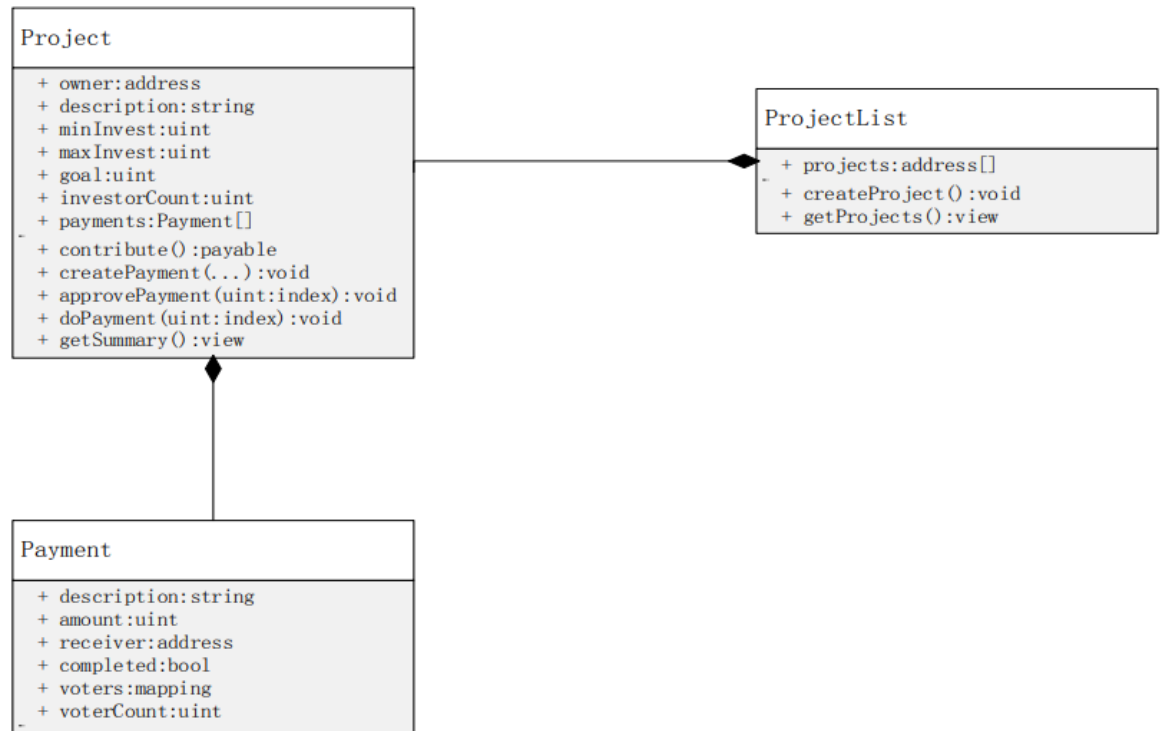 Project
+ owner:address
+ description:string
+ minInvest:uint
+ maxInvest:uint
+ goal:uint
+ investorCount:uint
+ payments:Payment[]
+ contribute():payable
+ createPayment(...):void
+ approvePayment(uint:index):void
+ doPayment(uint:index):void
+ getSummary():view
ProjectList
+ projects:address[]
+ createProject():void
+ getProjects():view
Payment
+ description:string
+ amount:uint
+ receiver:address
+ completed:bool
+ voters:mapping
+ voterCount:uint